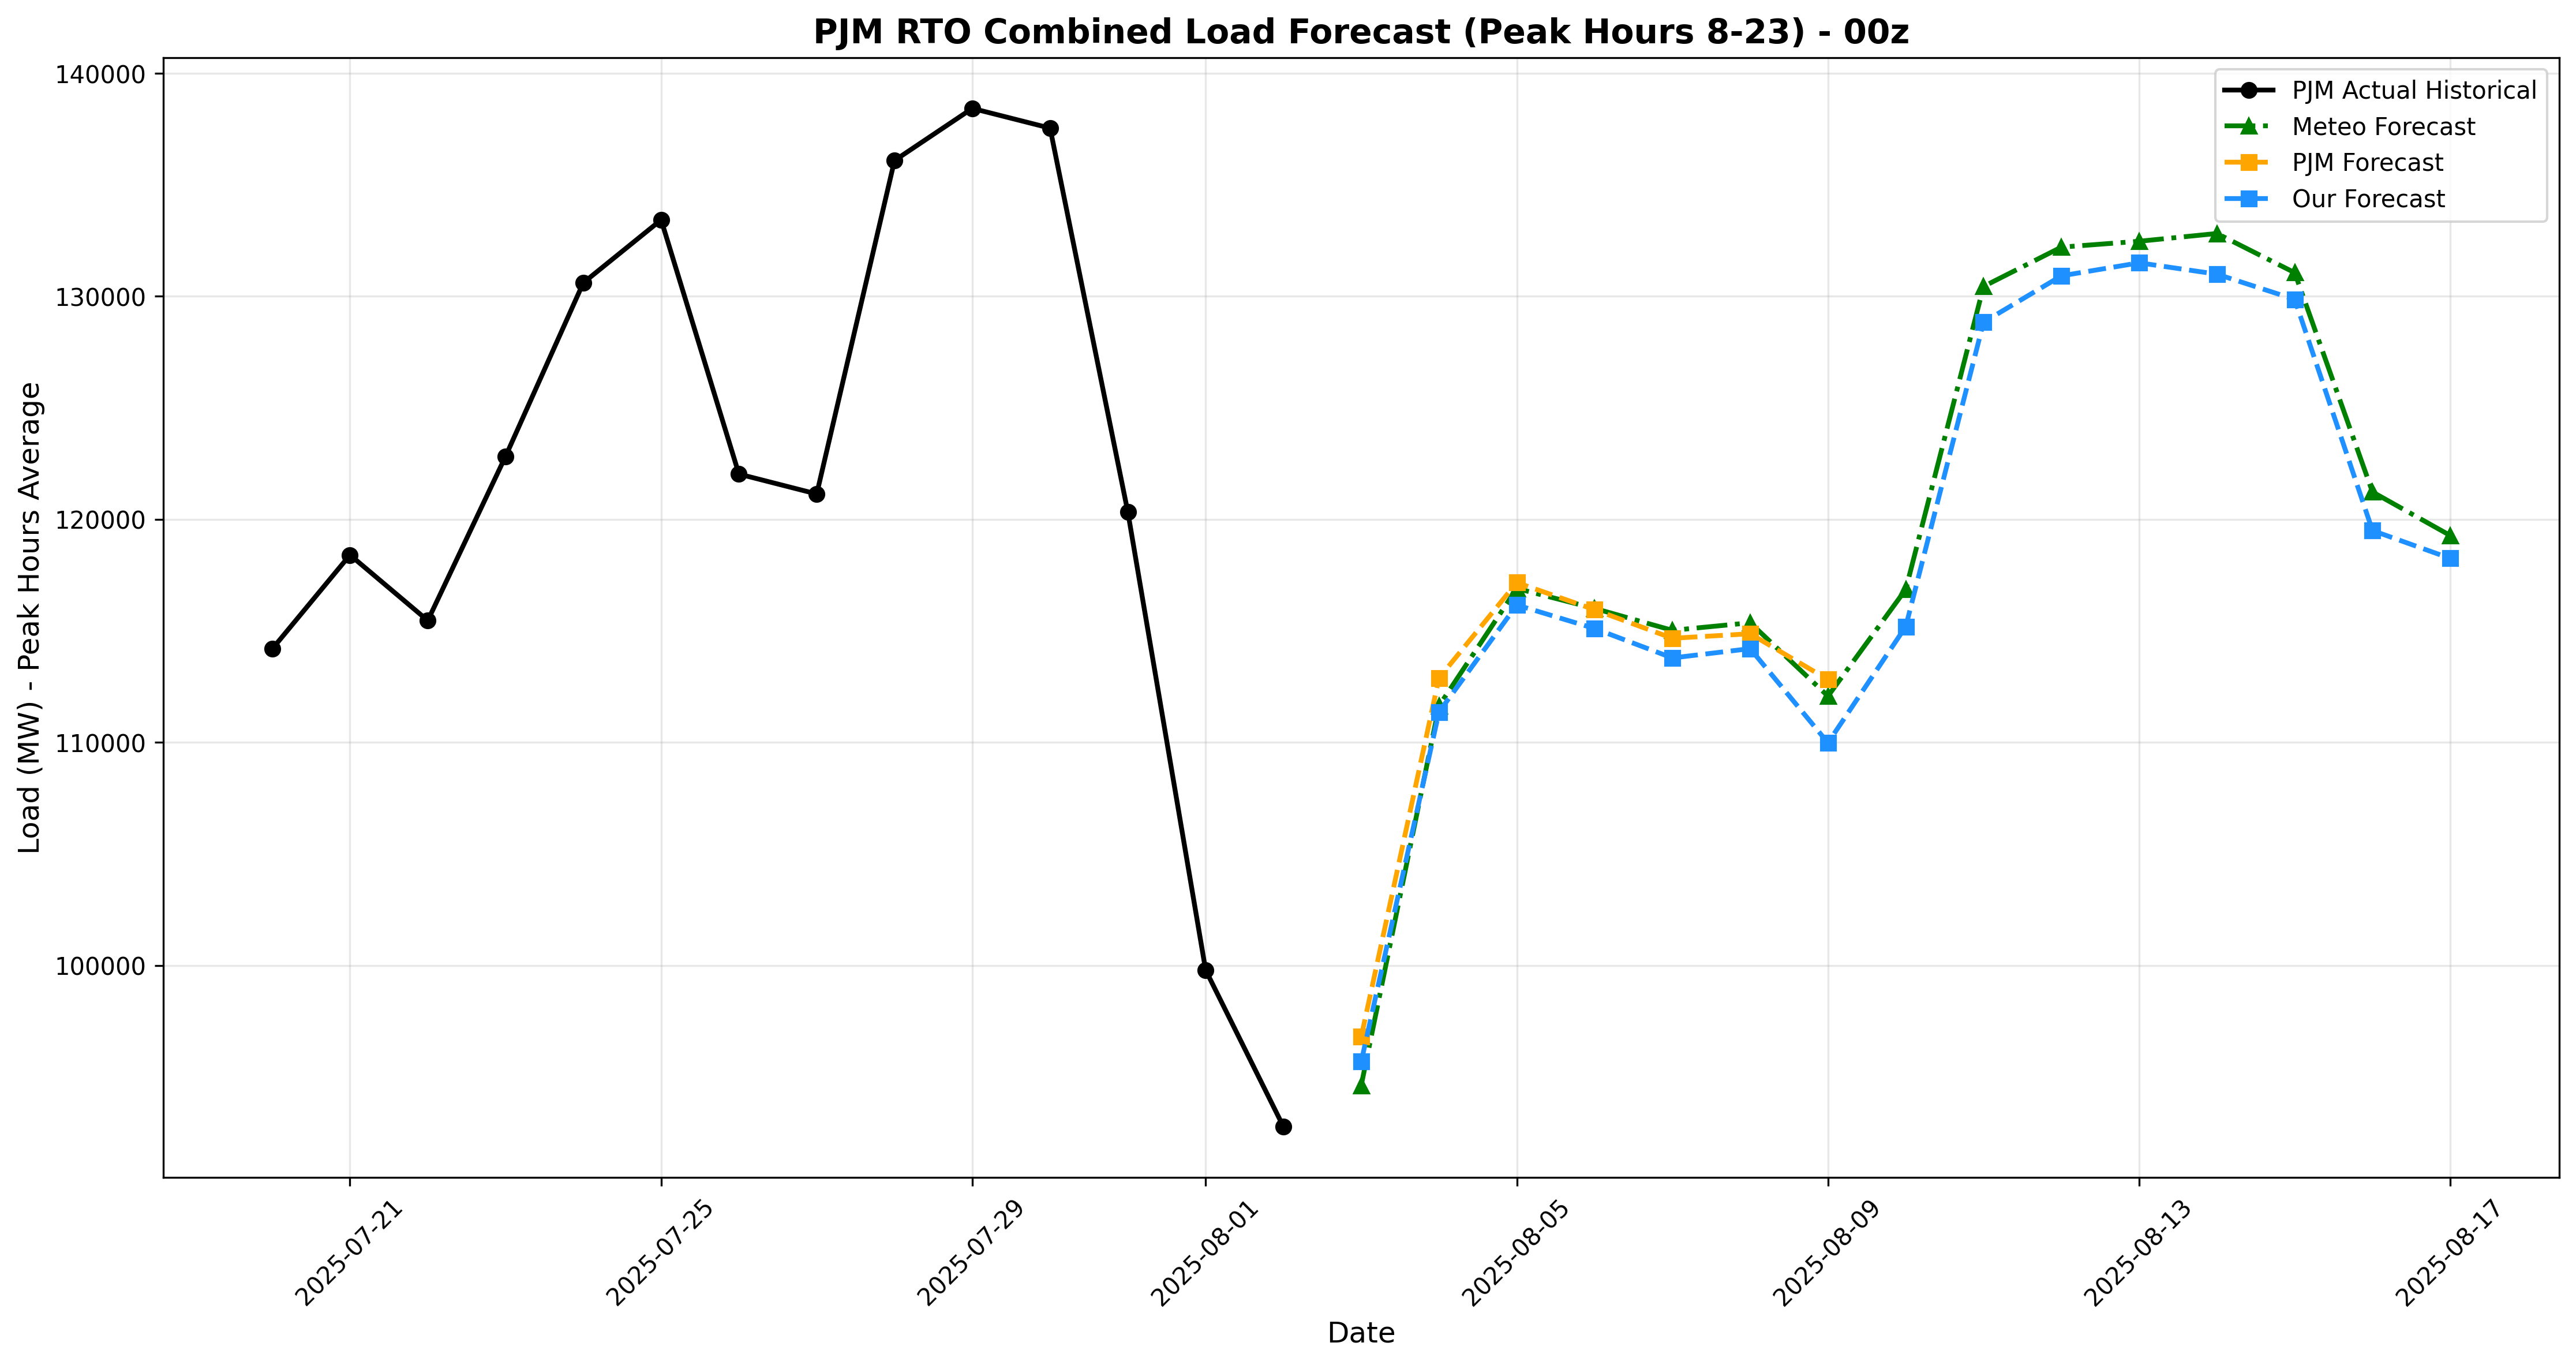 PJM RTO Combined Load Forecast (Peak Hours 8-23) - 00z
140000
130000
120000
110000
100000
Load (MW) - Peak Hours Average
PJM Actual Historical
Meteo Forecast
PJM Forecast
Our Forecast
2025-07-21
2025-07-25
2025-07-29
2025-08-01
2025-08-05
2025-08-09
2025-08-13
2025-08-17
Date